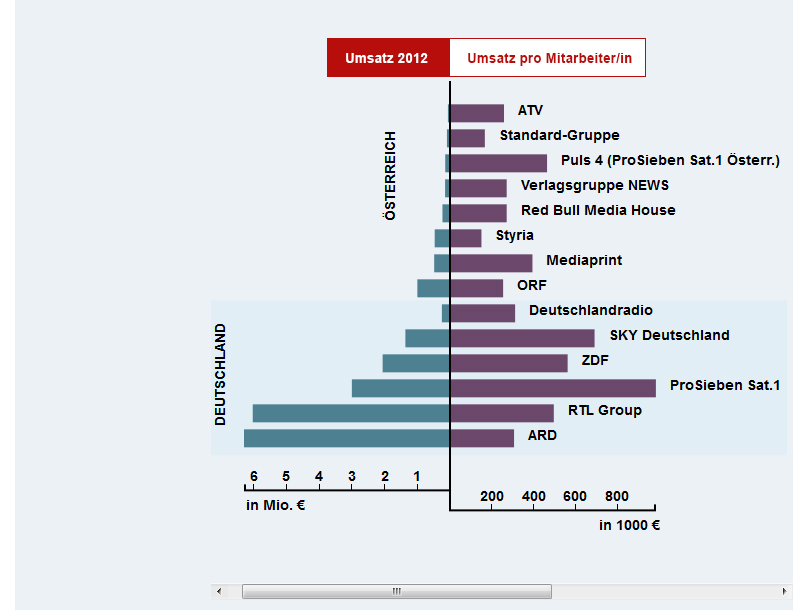 Umsatz 2012
Umsatz pro Mitarbeiter/in
ÖSTERREICH
ATV
Standard-Gruppe
Puls 4 (ProSieben Sat.1 Österr.)
Verlagsgruppe NEWS
Red Bull Media House
Styria
Mediaprint
ORF
DEUTSCHLAND
Deutschlandradio
SKY Deutschland
ZDF
ProSieben Sat.1
RTL Group
ARD
6 5 4 3 2 1
in Mio. €
200 400 600 800
in 1000 €